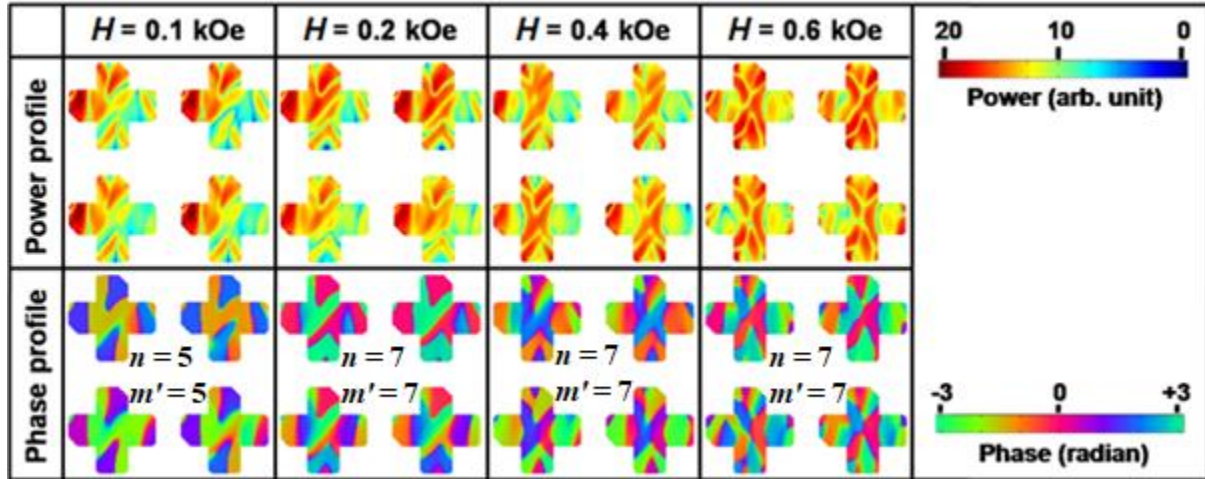 H = 0.1 kOe
H = 0.2 kOe
H = 0.4 kOe
H = 0.6 kOe
20 10 0
Power (arb. unit)
Power profile
Phase profile
n = 5
m' = 5
n = 7
m' = 7
n = 7
m' = 7
n = 7
m' = 7
-3 0 +3
Phase (radian)